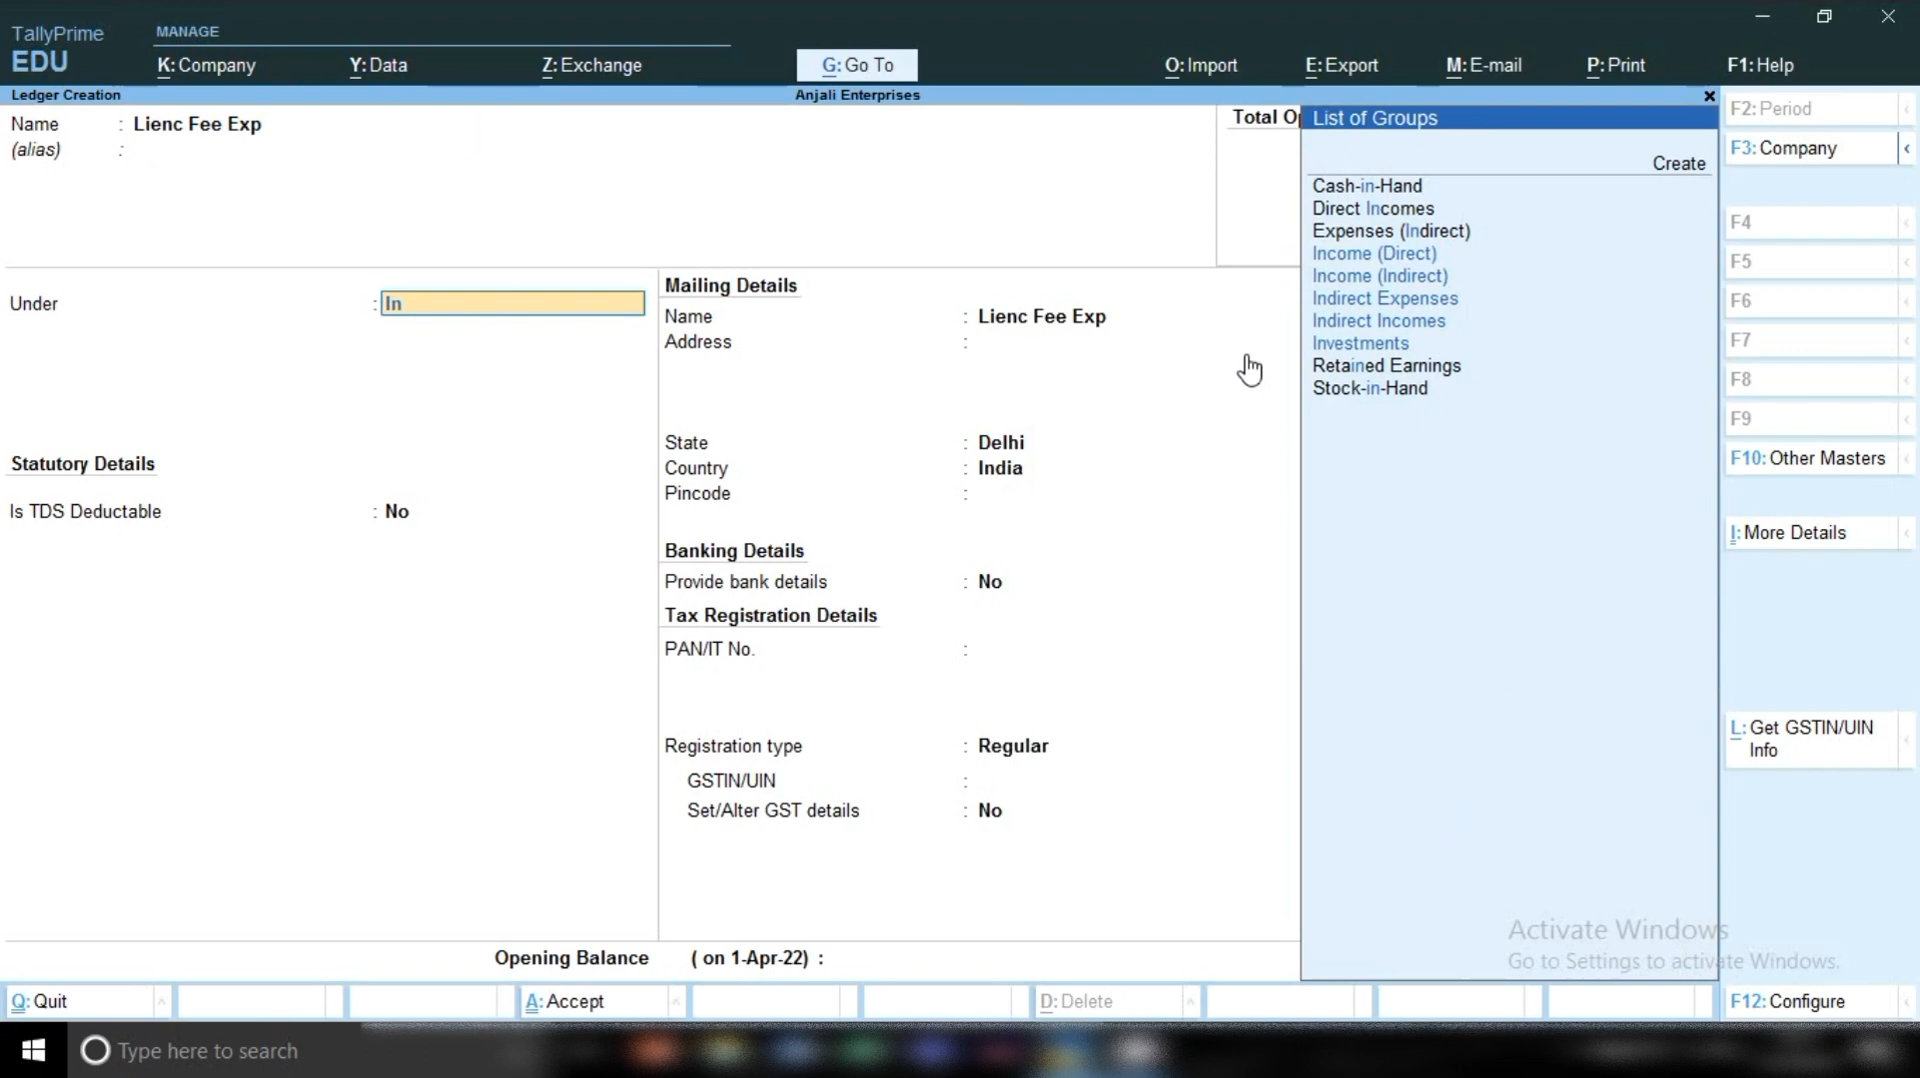 TallyPrime
EDU
MANAGE
K: Company
Y: Data
Z: Exchange
G: Go To
O: Import
E: Export
M: E-mail
P: Print
F1: Help
Ledger Creation
Anjali Enterprises
Name : Lienc Fee Exp
(alias) :
Total Op
Under : In
Statutory Details
Is TDS Deductable : No
Mailing Details
Name : Lienc Fee Exp
Address :
State : Delhi
Country : India
Pincode :
Banking Details
Provide bank details : No
Tax Registration Details
PAN/IT No. :
Registration type : Regular
GSTIN/UIN :
Set/Alter GST details : No
Opening Balance ( on 1-Apr-22) :
List of Groups
Create
Cash-in-Hand
Direct Incomes
Expenses (Indirect)
Income (Direct)
Income (Indirect)
Indirect Expenses
Indirect Incomes
Investments
Retained Earnings
Stock-in-Hand
F2: Period
F3: Company
F4
F5
F6
F7
F8
F9
F10: Other Masters
I: More Details
L: Get GSTIN/UIN
Info
Activate Windows
Go to Settings to activate Windows.
Q: Quit
A: Accept
D: Delete
F12: Configure
Type here to search